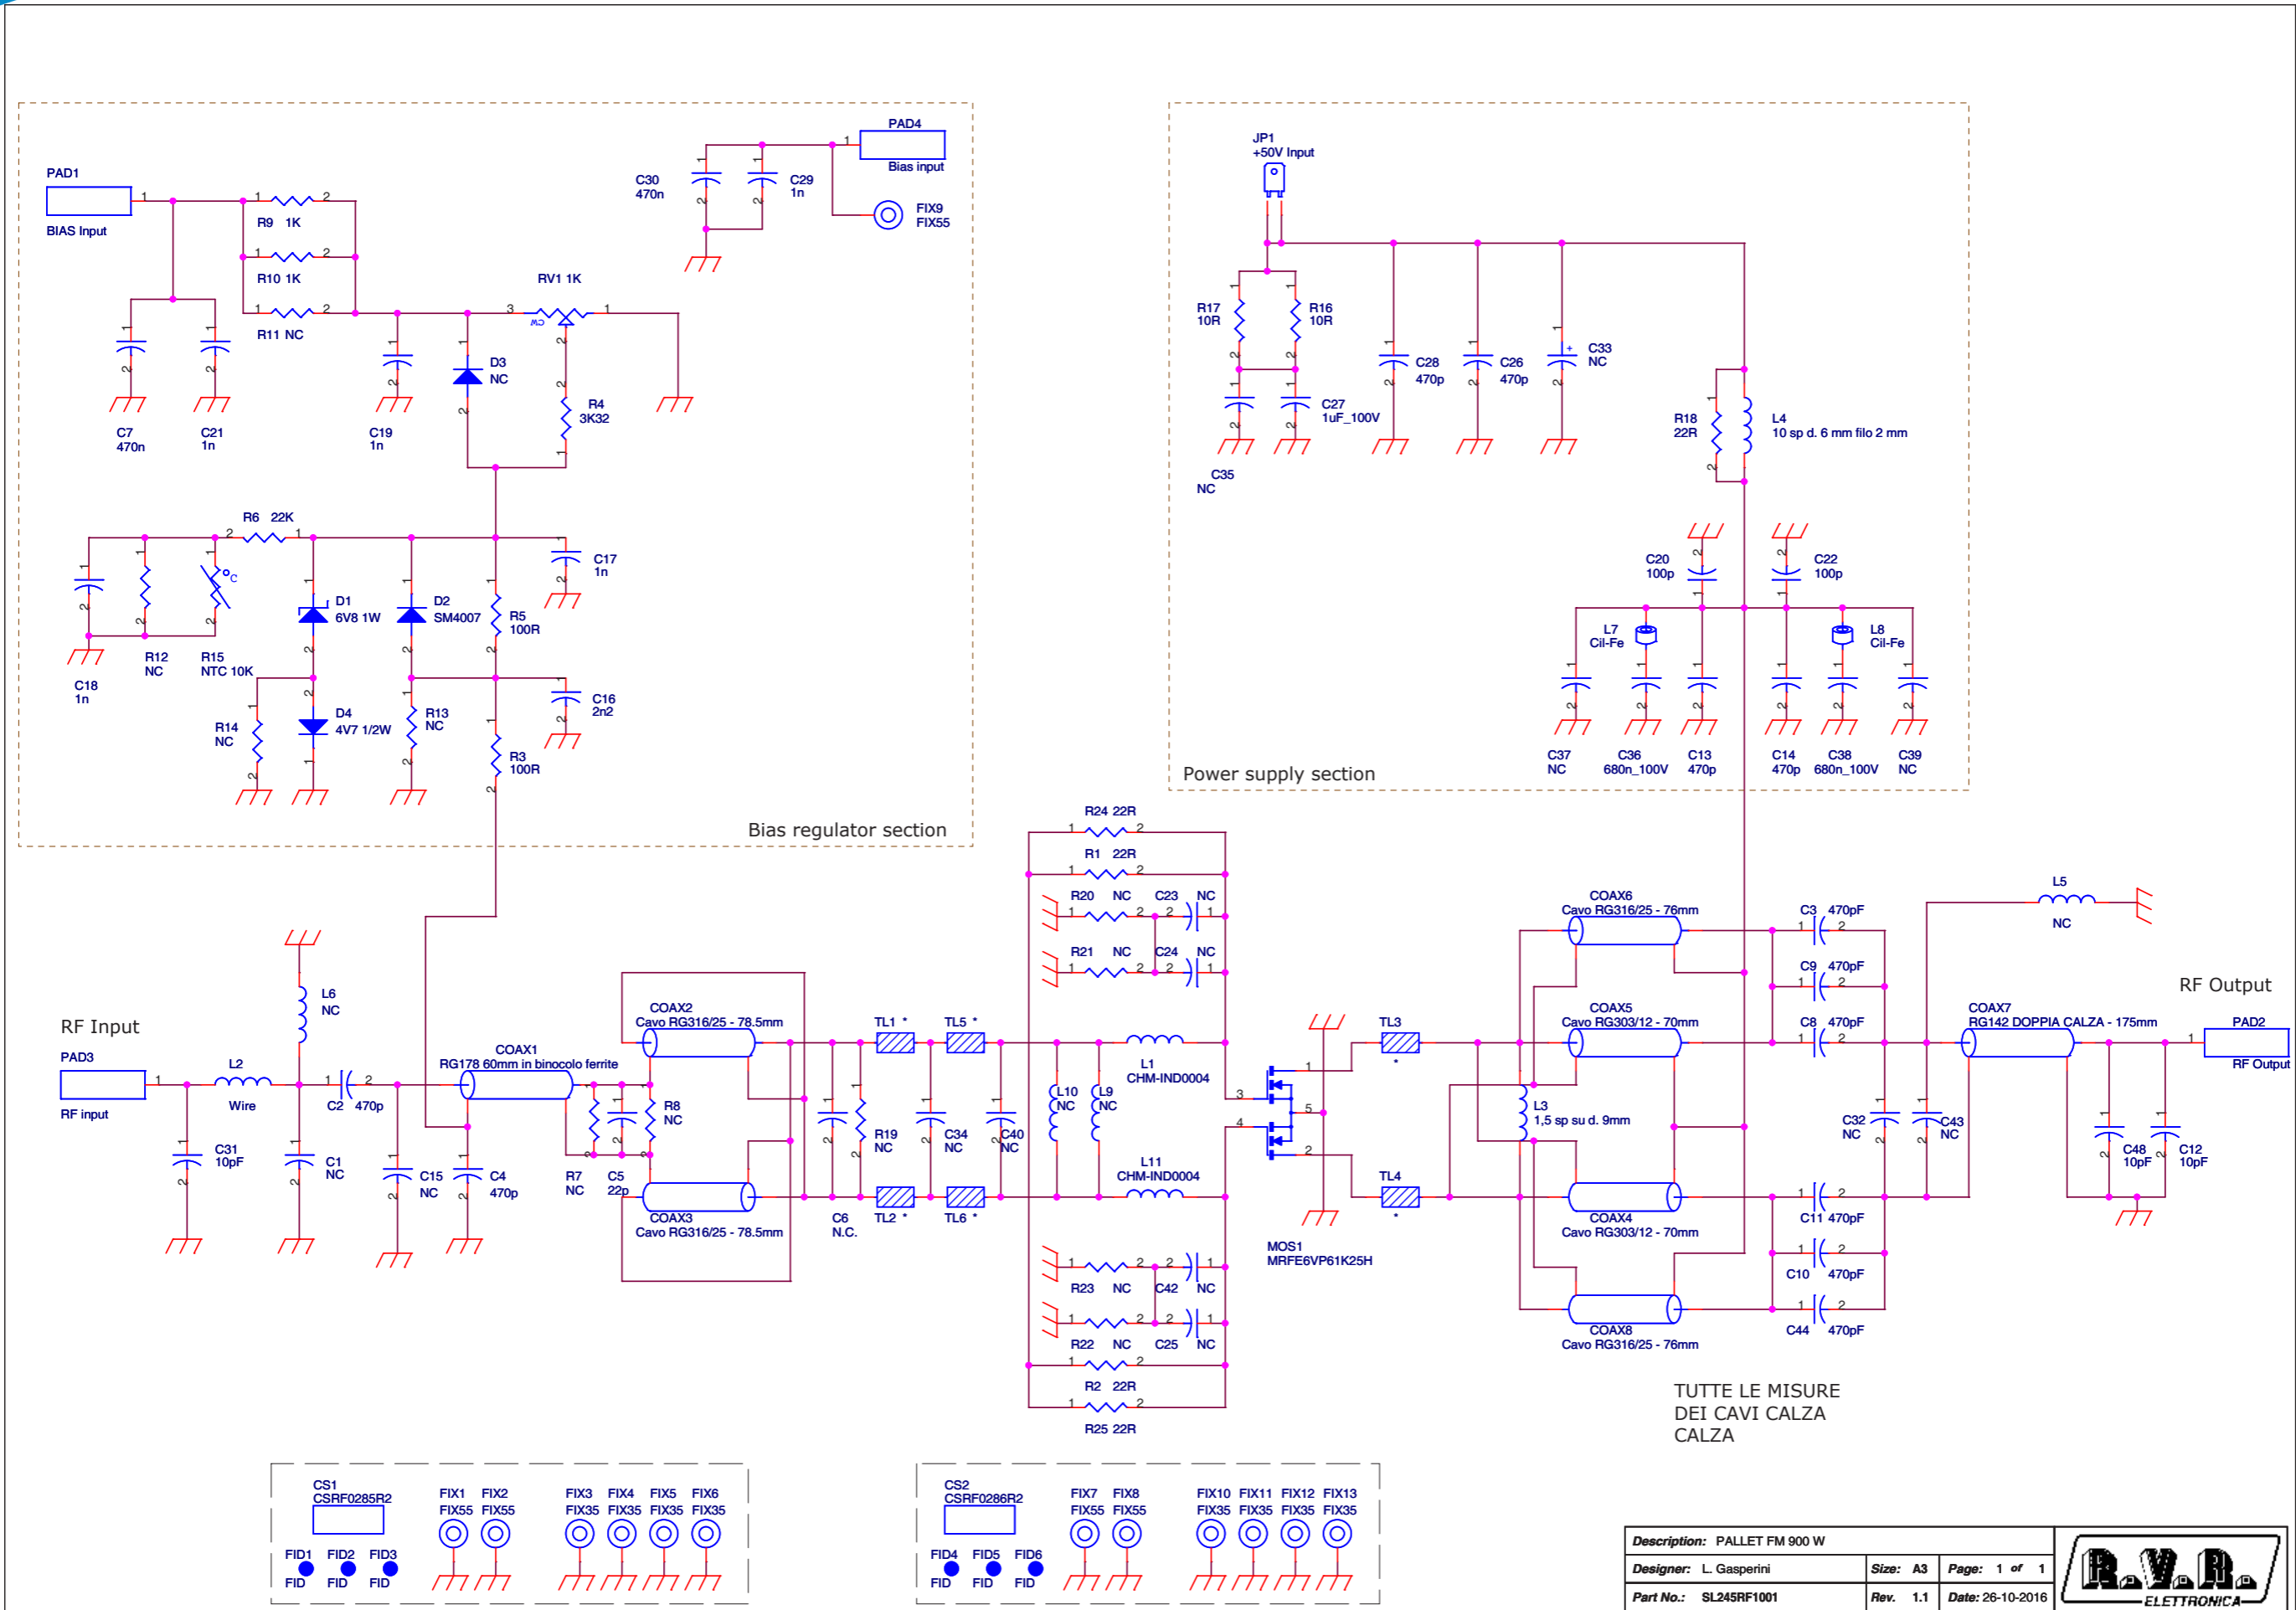 PAD1
BIAS Input
R9 1K
R10 1K
R11 NC
C7
470n
C21
1n
C19
1n
D3
NC
RV1 1K
CW
R4
3K32
C30
470n
C29
1n
PAD4
Bias input
FIX9
FIX55
R6 22K
C18
1n
R12
NC
R15
NTC 10K
°C
D1
6V8 1W
D2
SM4007
R5
100R
C17
1n
R14
NC
D4
4V7 1/2W
R13
NC
C16
2n2
R3
100R
Bias regulator section
JP1
+50V Input
R17
10R
R16
10R
C35
NC
C27
1uF_100V
C28
470p
C26
470p
C33
NC
R18
22R
L4
10 sp d. 6 mm filo 2 mm
C20
100p
C22
100p
L7
Cil-Fe
L8
Cil-Fe
C37
NC
C36
680n_100V
C13
470p
C14
470p
C38
680n_100V
C39
NC
Power supply section
RF Input
PAD3
RF input
L2
Wire
L6
NC
C31
10pF
C1
NC
C2 470p
C15
NC
C4
470p
COAX1
RG178 60mm in binocolo ferrite
R7
NC
C5
22p
R8
NC
COAX2
Cavo RG316/25 - 78.5mm
COAX3
Cavo RG316/25 - 78.5mm
C6
N.C.
R19
NC
TL1 *
TL5 *
C34
NC
C40
NC
TL2 *
TL6 *
L10
NC
L9
NC
R24 22R
R1 22R
R20 NC
C23 NC
R21 NC
C24 NC
L1
CHM-IND0004
L11
CHM-IND0004
R23 NC
C42 NC
R22 NC
C25 NC
R2 22R
R25 22R
MOS1
MRFE6VP61K25H
TL3
*
TL4
*
L3
1,5 sp su d. 9mm
COAX6
Cavo RG316/25 - 76mm
COAX5
Cavo RG303/12 - 70mm
COAX4
Cavo RG303/12 - 70mm
COAX8
Cavo RG316/25 - 76mm
C3 470pF
C9 470pF
C8 470pF
C11 470pF
C10 470pF
C44 470pF
C32
NC
C43
NC
L5
NC
COAX7
RG142 DOPPIA CALZA - 175mm
C48
10pF
C12
10pF
RF Output
PAD2
RF Output
TUTTE LE MISURE
DEI CAVI CALZA
CALZA
CS1
CSRF0285R2
FID1 FID2 FID3
FID FID FID
FIX1 FIX2 FIX3 FIX4 FIX5 FIX6
FIX55 FIX55 FIX35 FIX35 FIX35 FIX35
CS2
CSRF0286R2
FID4 FID5 FID6
FID FID FID
FIX7 FIX8 FIX10 FIX11 FIX12 FIX13
FIX55 FIX55 FIX35 FIX35 FIX35 FIX35
Description: PALLET FM 900 W
Designer: L. Gasperini Size: A3 Page: 1 of 1
Part No.: SL245RF1001 Rev. 1.1 Date: 26-10-2016
R.V.R.
ELETTRONICA